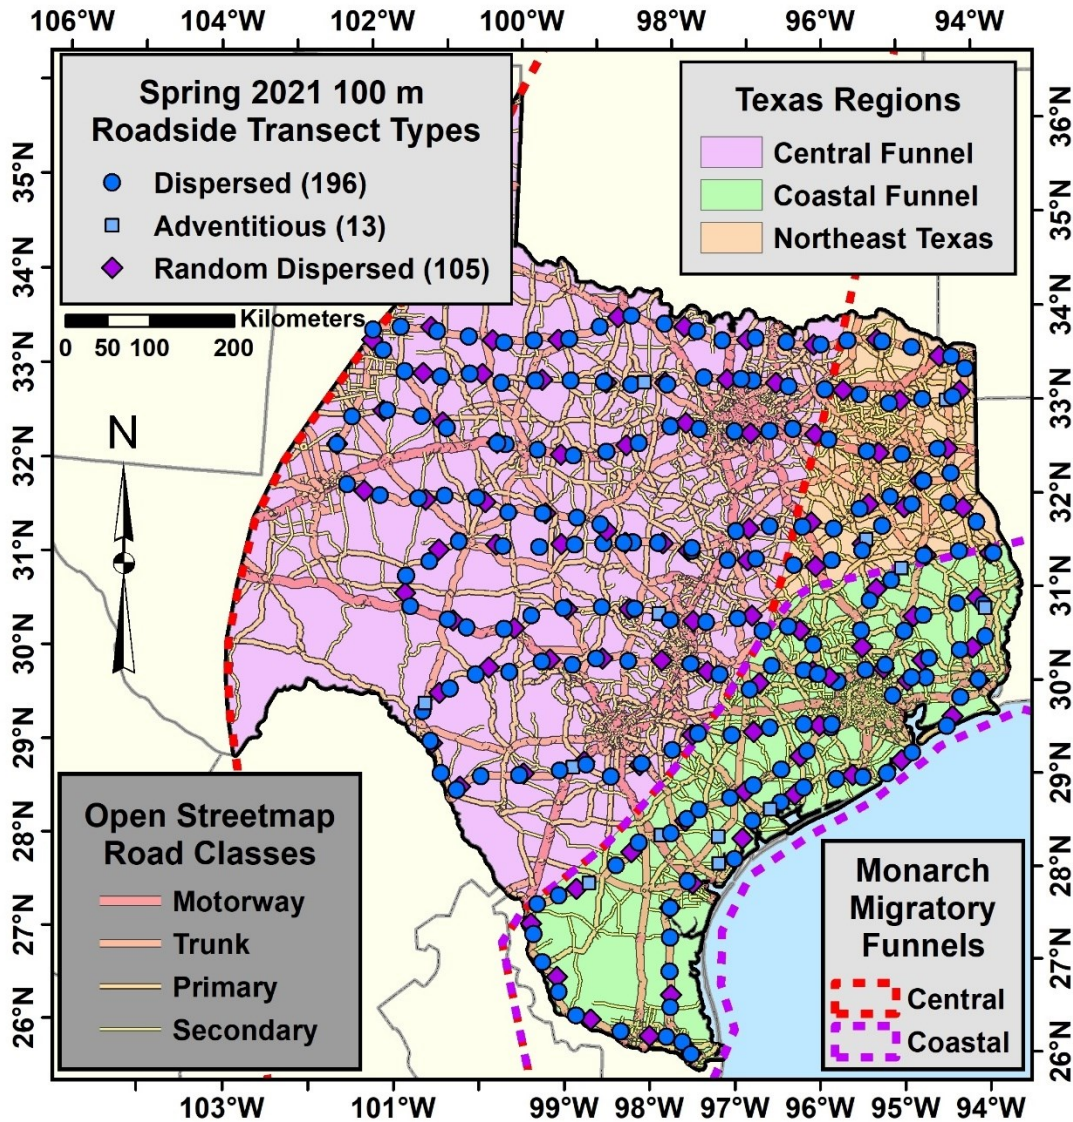 106°W 104°W 102°W 100°W 98°W 96°W 94°W
Spring 2021 100 m
Roadside Transect Types
Dispersed (196)
Adventitious (13)
Random Dispersed (105)
Kilometers
0 50 100 200
Texas Regions
Central Funnel
Coastal Funnel
Northeast Texas
35°N
34°N
33°N
32°N
31°N
30°N
29°N
28°N
27°N
26°N
N
36°N
35°N
34°N
33°N
32°N
31°N
30°N
29°N
28°N
27°N
26°N
Open Streetmap
Road Classes
Motorway
Trunk
Primary
Secondary
Monarch
Migratory
Funnels
Central
Coastal
103°W 101°W 99°W 98°W 97°W 96°W 95°W 94°W